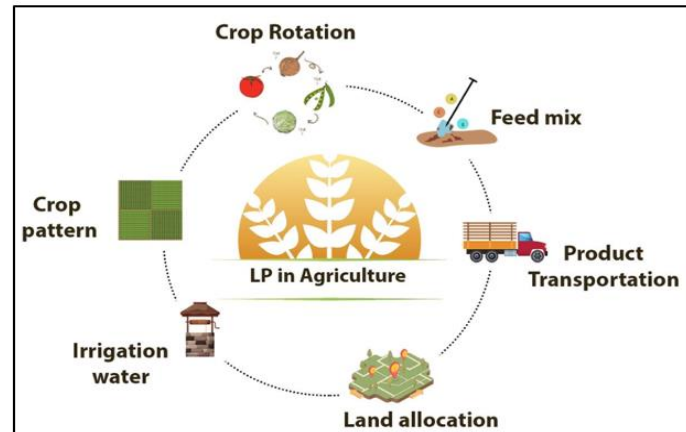 Crop Rotation
Feed mix
Product
Transportation
Land allocation
Irrigation
water
Crop
pattern
LP in Agriculture